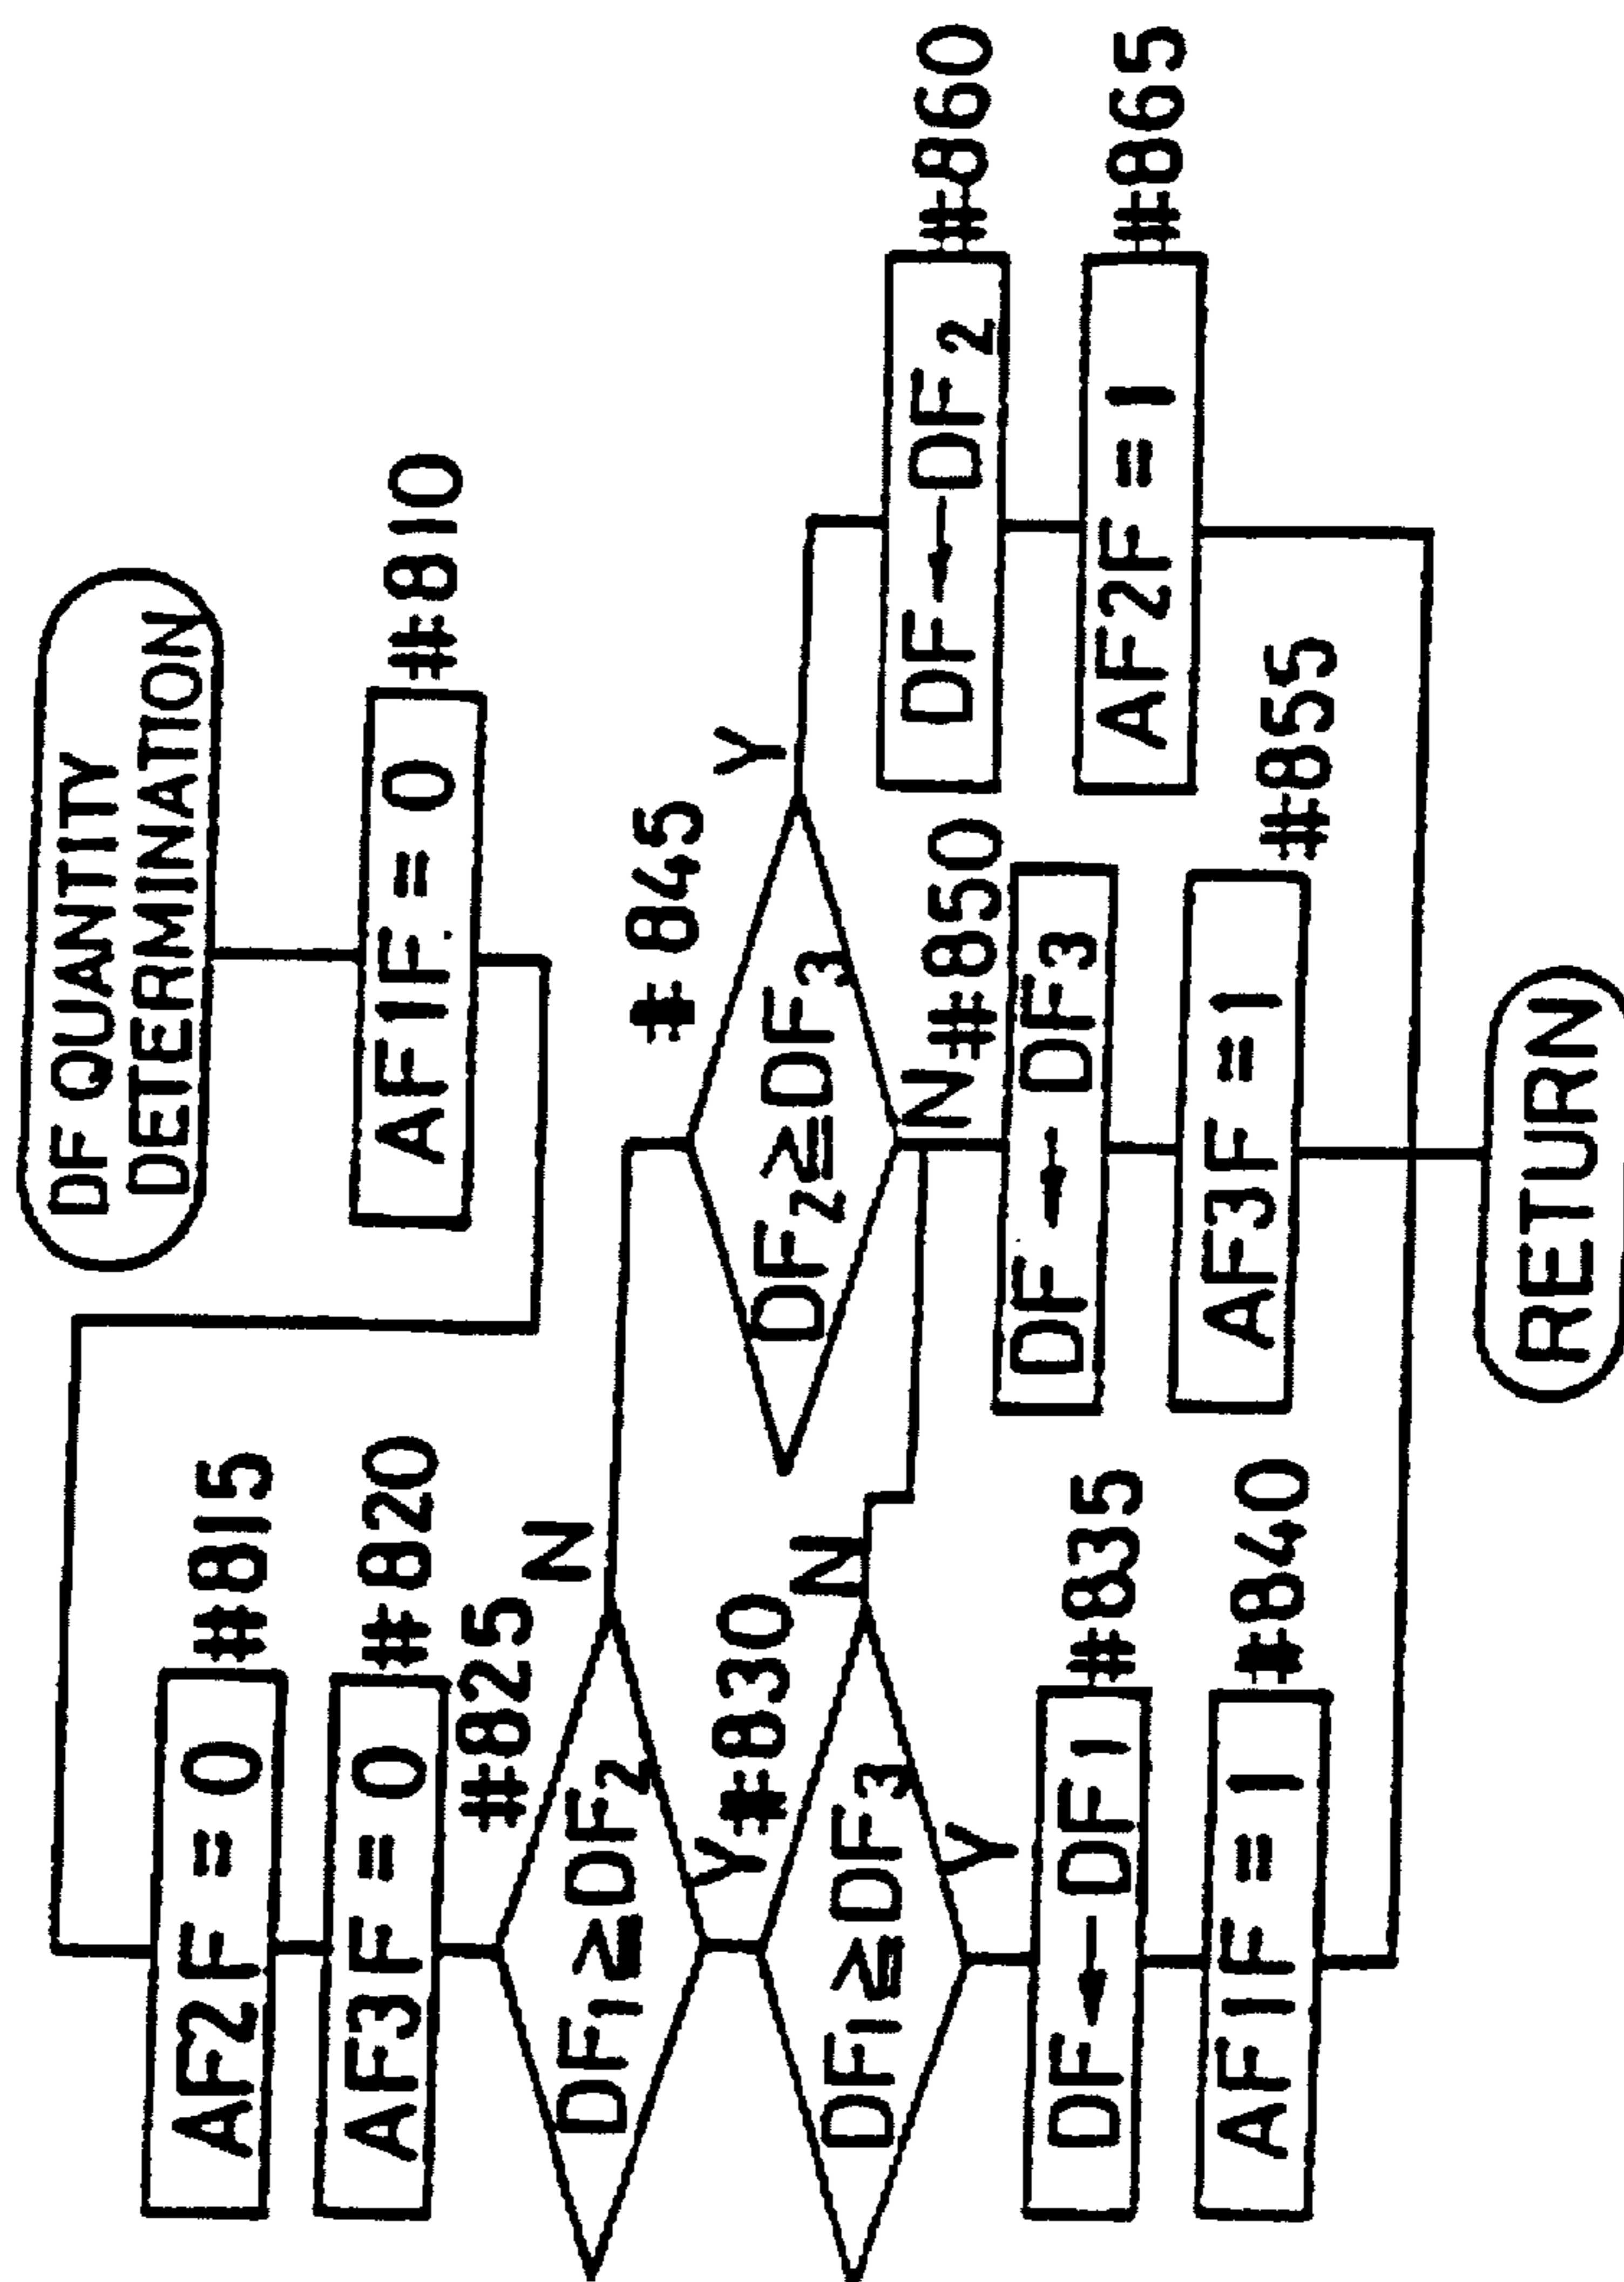 DF QUANTITY
DETERMINATION
AF1F = 0
#810
AF2F = 0
#815
AF3F = 0
#820
#825
DF1≧DF2
N
Y
#830
DF1≧DF3
N
Y
DF←DF1
#835
AF1F = 1
#840
#845
DF2≧DF3
Y
N
#850
DF←DF3
AF3F = 1
#855
DF←DF2
#860
AF2F = 1
#865
RETURN